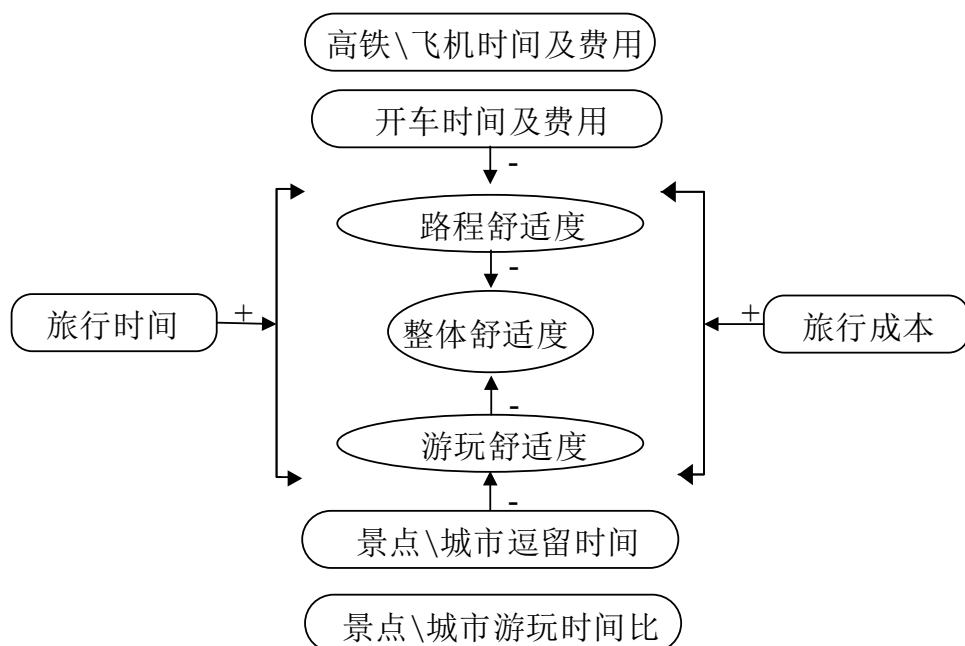 高铁\飞机时间及费用
开车时间及费用
-
路程舒适度
-
旅行时间
+
整体舒适度
+
旅行成本
-
游玩舒适度
-
景点\城市逗留时间
景点\城市游玩时间比